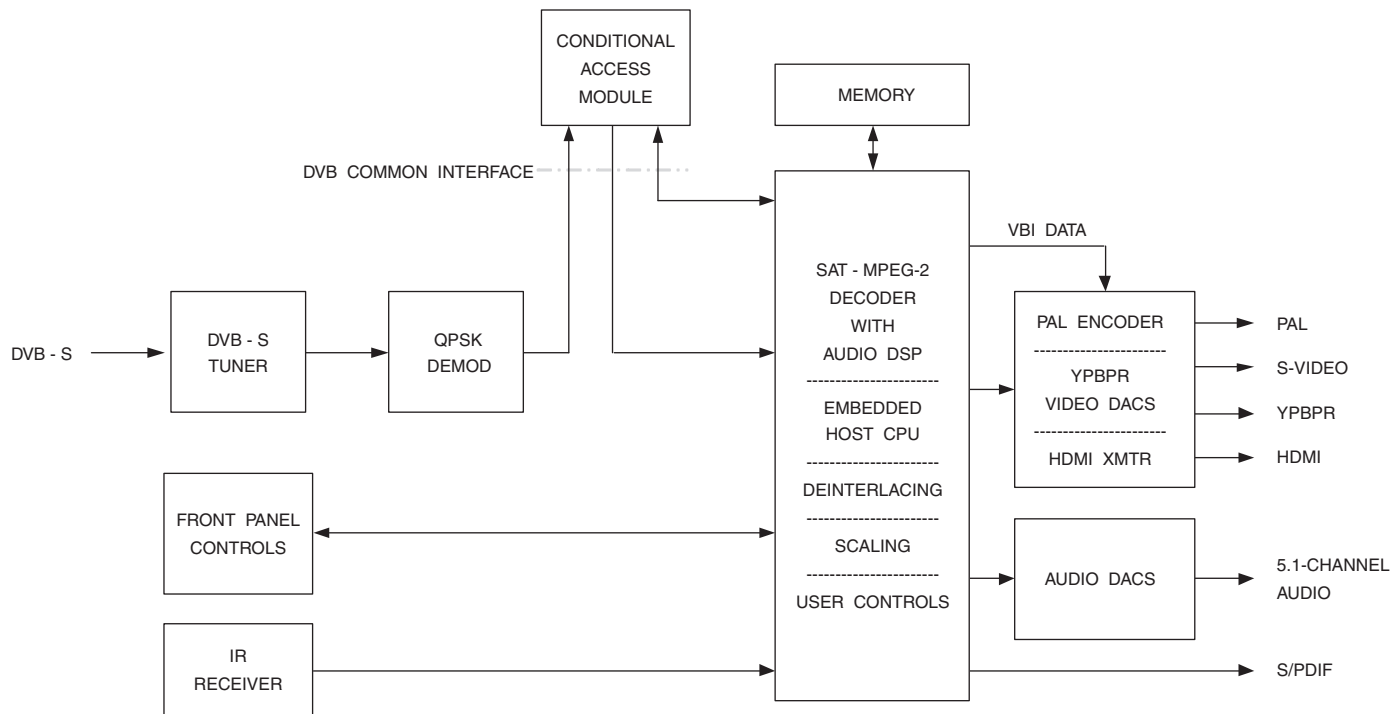 CONDITIONAL
ACCESS
MODULE
MEMORY
DVB COMMON INTERFACE
VBI DATA
SAT - MPEG-2
DECODER
WITH
AUDIO DSP
EMBEDDED
HOST CPU
DEINTERLACING
SCALING
USER CONTROLS
DVB - S
DVB - S
TUNER
QPSK
DEMOD
PAL ENCODER
YPBPR
VIDEO DACS
HDMI XMTR
PAL
S-VIDEO
YPBPR
HDMI
FRONT PANEL
CONTROLS
AUDIO DACS
5.1-CHANNEL
AUDIO
IR
RECEIVER
S/PDIF